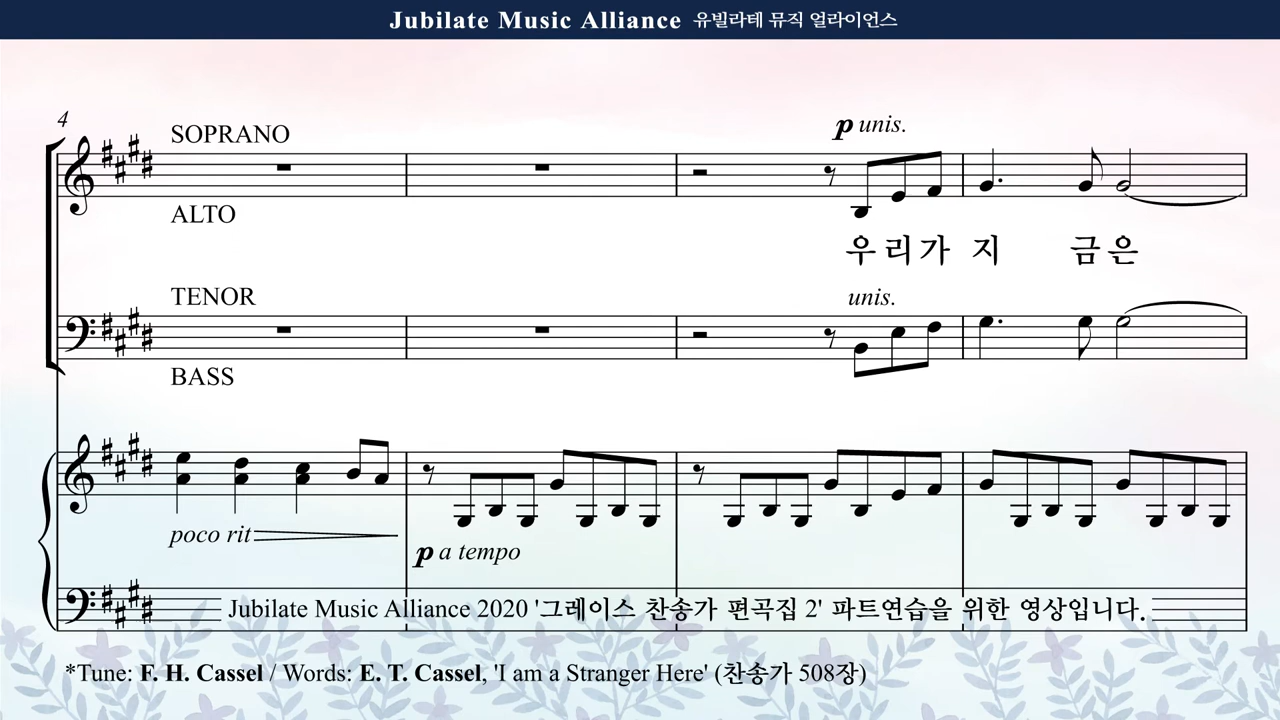 Jubilate Music Alliance 유빌라테 뮤직 얼라이언스
4
SOPRANO
p unis.
ALTO
우 리 가 지 금 은
TENOR
unis.
BASS
poco rit
p a tempo
Jubilate Music Alliance 2020 '그레이스 찬송가 편곡집 2' 파트연습을 위한 영상입니다.
*Tune: F. H. Cassel / Words: E. T. Cassel, 'I am a Stranger Here' (찬송가 508장)